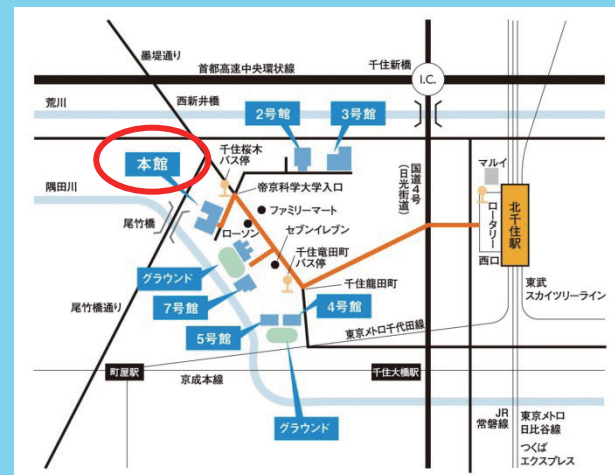 墨堤通り
首都高速中央環状線
千住新橋
I.C.
荒川
西新井橋
2号館
3号館
千住桜木
バス停
本館
国道4号
(日光街道)
マルイ
帝京科学大学入口
隅田川
尾竹橋
ファミリーマート
ローソン
セブンイレブン
ロータリー
北千住駅
千住竜田町
バス停
西口
グラウンド
千住龍田町
東武
スカイツリーライン
7号館
尾竹橋通り
4号館
5号館
東京メトロ千代田線
町屋駅
京成本線
千住大橋駅
グラウンド
JR
常磐線
東京メトロ
日比谷線
つくば
エクスプレス